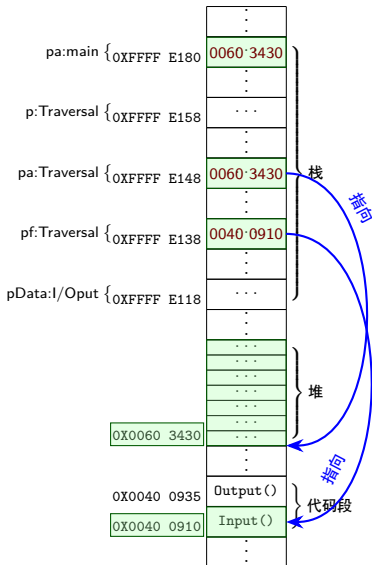 pa:main { 0XFFFF E180 0060 3430
p:Traversal { 0XFFFF E158 ···
pa:Traversal { 0XFFFF E148 0060 3430
栈
指向
pf:Traversal { 0XFFFF E138 0040 0910
pData:I/Oput { 0XFFFF E118 ···
···
···
···
···
堆
···
···
0X0060 3430 ···
指向
0X0040 0935 Output()
代码段
0X0040 0910 Input()